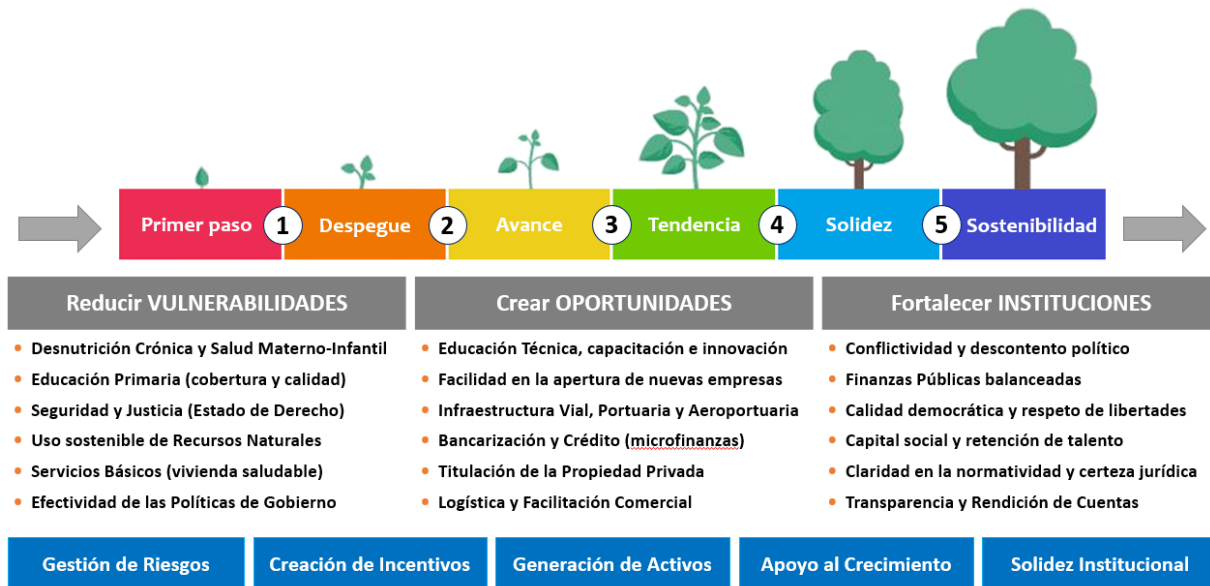 Primer paso
1
Despegue
2
Avance
3
Tendencia
4
Solidez
5
Sostenibilidad
Reducir VULNERABILIDADES
• Desnutrición Crónica y Salud Materno-Infantil
• Educación Primaria (cobertura y calidad)
• Seguridad y Justicia (Estado de Derecho)
• Uso sostenible de Recursos Naturales
• Servicios Básicos (vivienda saludable)
• Efectividad de las Políticas de Gobierno
Crear OPORTUNIDADES
• Educación Técnica, capacitación e innovación
• Facilidad en la apertura de nuevas empresas
• Infraestructura Vial, Portuaria y Aeroportuaria
• Bancarización y Crédito (microfinanzas)
• Titulación de la Propiedad Privada
• Logística y Facilitación Comercial
Fortalecer INSTITUCIONES
• Conflictividad y descontento político
• Finanzas Públicas balanceadas
• Calidad democrática y respeto de libertades
• Capital social y retención de talento
• Claridad en la normatividad y certeza jurídica
• Transparencia y Rendición de Cuentas
Gestión de Riesgos
Creación de Incentivos
Generación de Activos
Apoyo al Crecimiento
Solidez Institucional